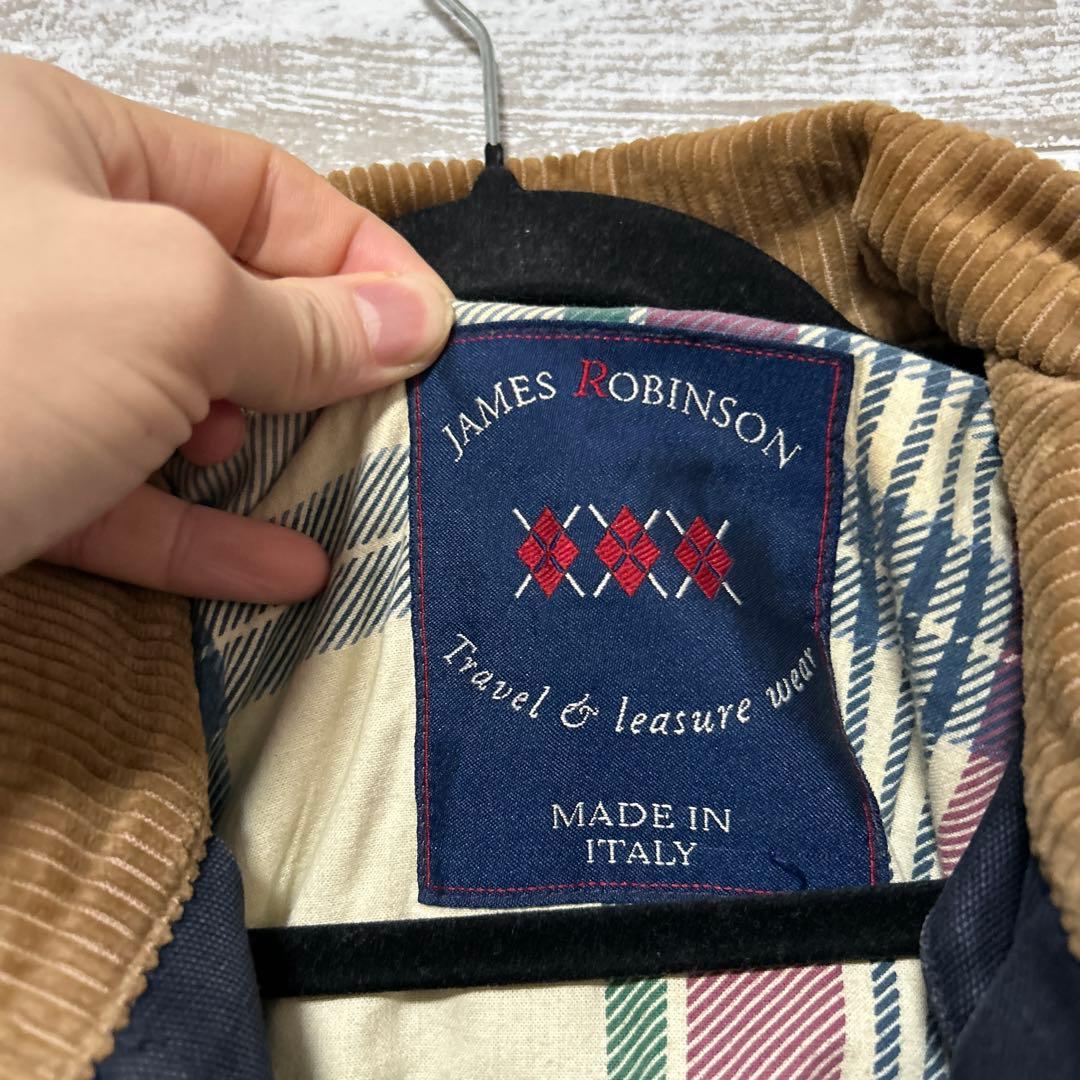 JAMES ROBINSON
Travel & leasure wear
MADE IN
ITALY